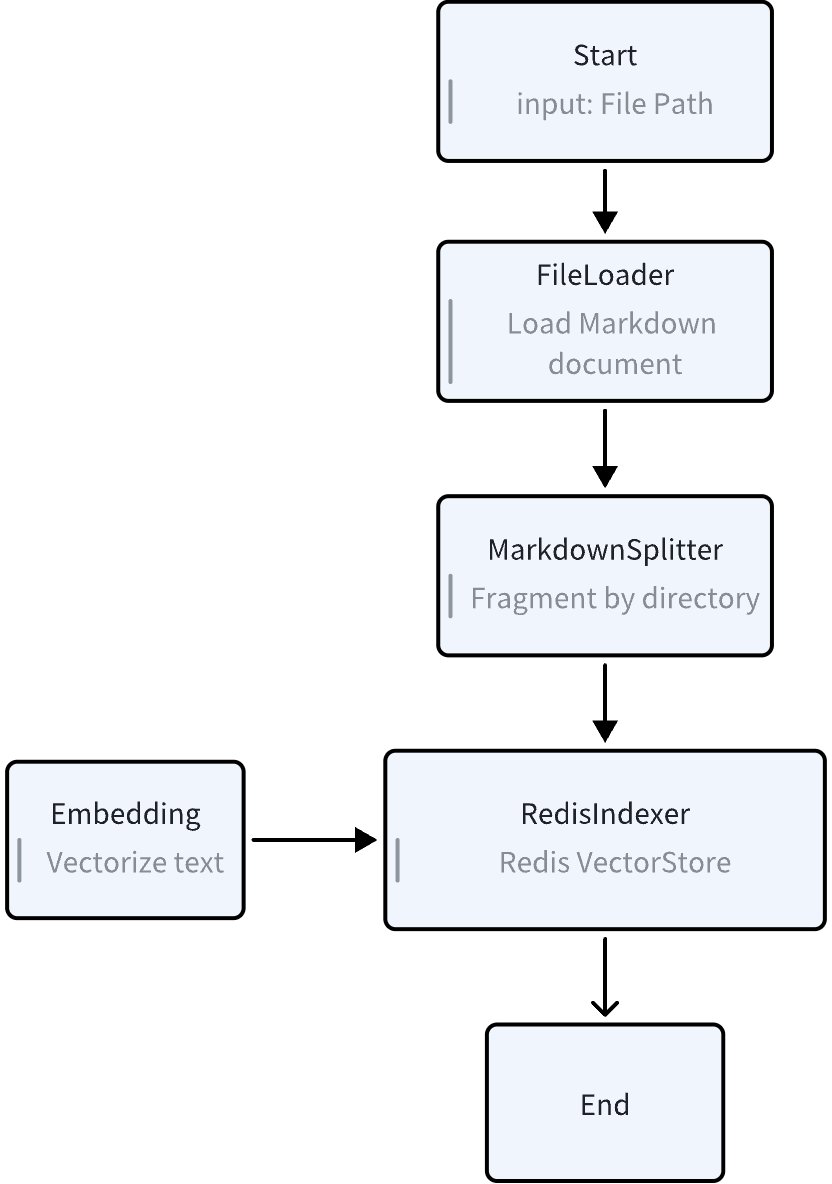 Start
input: File Path
FileLoader
Load Markdown
document
MarkdownSplitter
Fragment by directory
Embedding
Vectorize text
RedisIndexer
Redis VectorStore
End